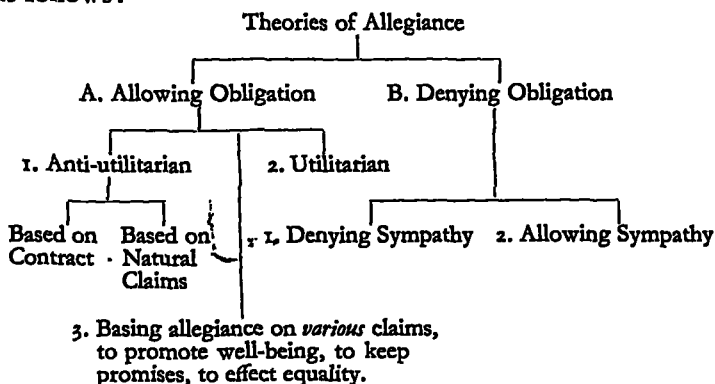 as follows:
Theories of Allegiance
A. Allowing Obligation B. Denying Obligation
1. Anti-utilitarian 2. Utilitarian
Based on Contract
Based on Natural Claims
1. Denying Sympathy 2. Allowing Sympathy
3. Basing allegiance on various claims,
to promote well-being, to keep
promises, to effect equality.